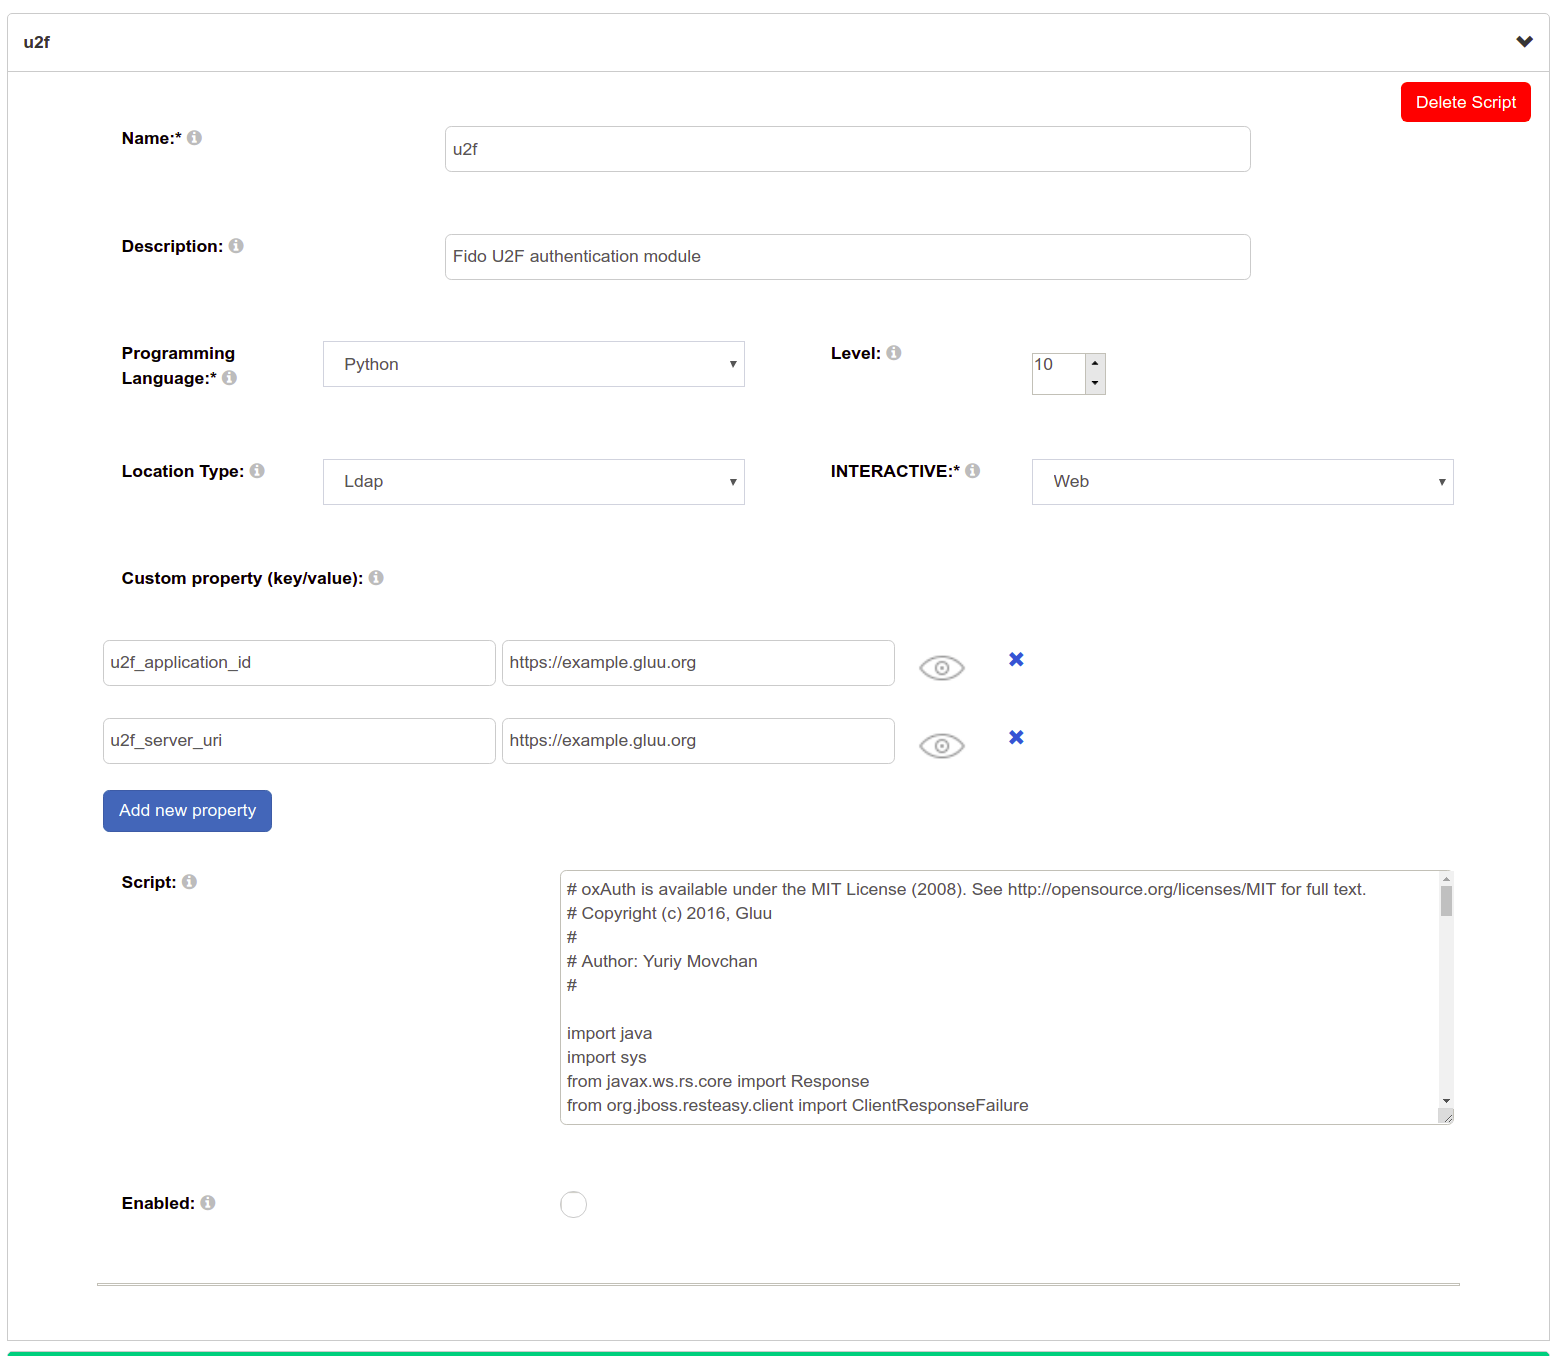 u2f
Delete Script
Name:*
u2f
Description:
Fido U2F authentication module
Programming
Language:*
Python
Level:
10
Location Type:
Ldap
INTERACTIVE:*
Web
Custom property (key/value):
u2f_application_id https://example.gluu.org
u2f_server_uri https://example.gluu.org
Add new property
Script:
# oxAuth is available under the MIT License (2008). See http://opensource.org/licenses/MIT for full text.
# Copyright (c) 2016, Gluu
#
# Author: Yuriy Movchan
#
import java
import sys
from javax.ws.rs.core import Response
from org.jboss.resteasy.client import ClientResponseFailure
Enabled: